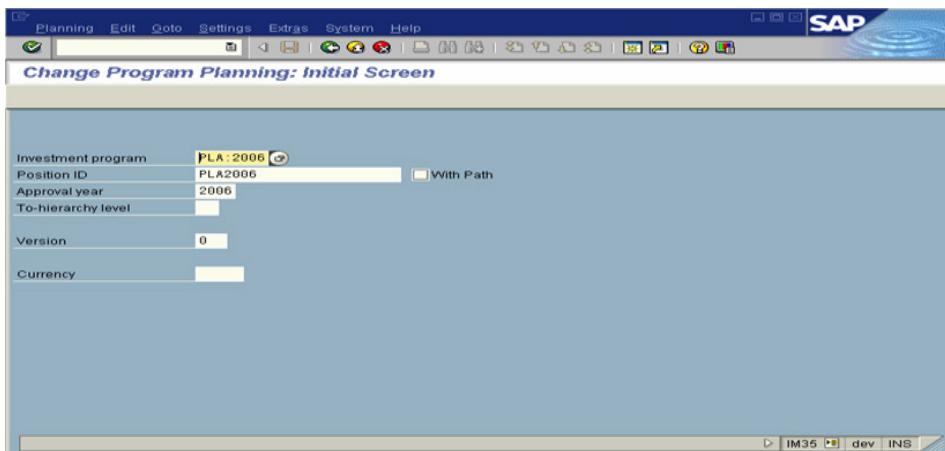 Planning Edit Goto Settings Extras System Help
SAP
Change Program Planning: Initial Screen
Investment program PLA:2006
Position ID PLA2006 With Path
Approval year 2006
To-hierarchy level
Version 0
Currency
IM35 dev INS